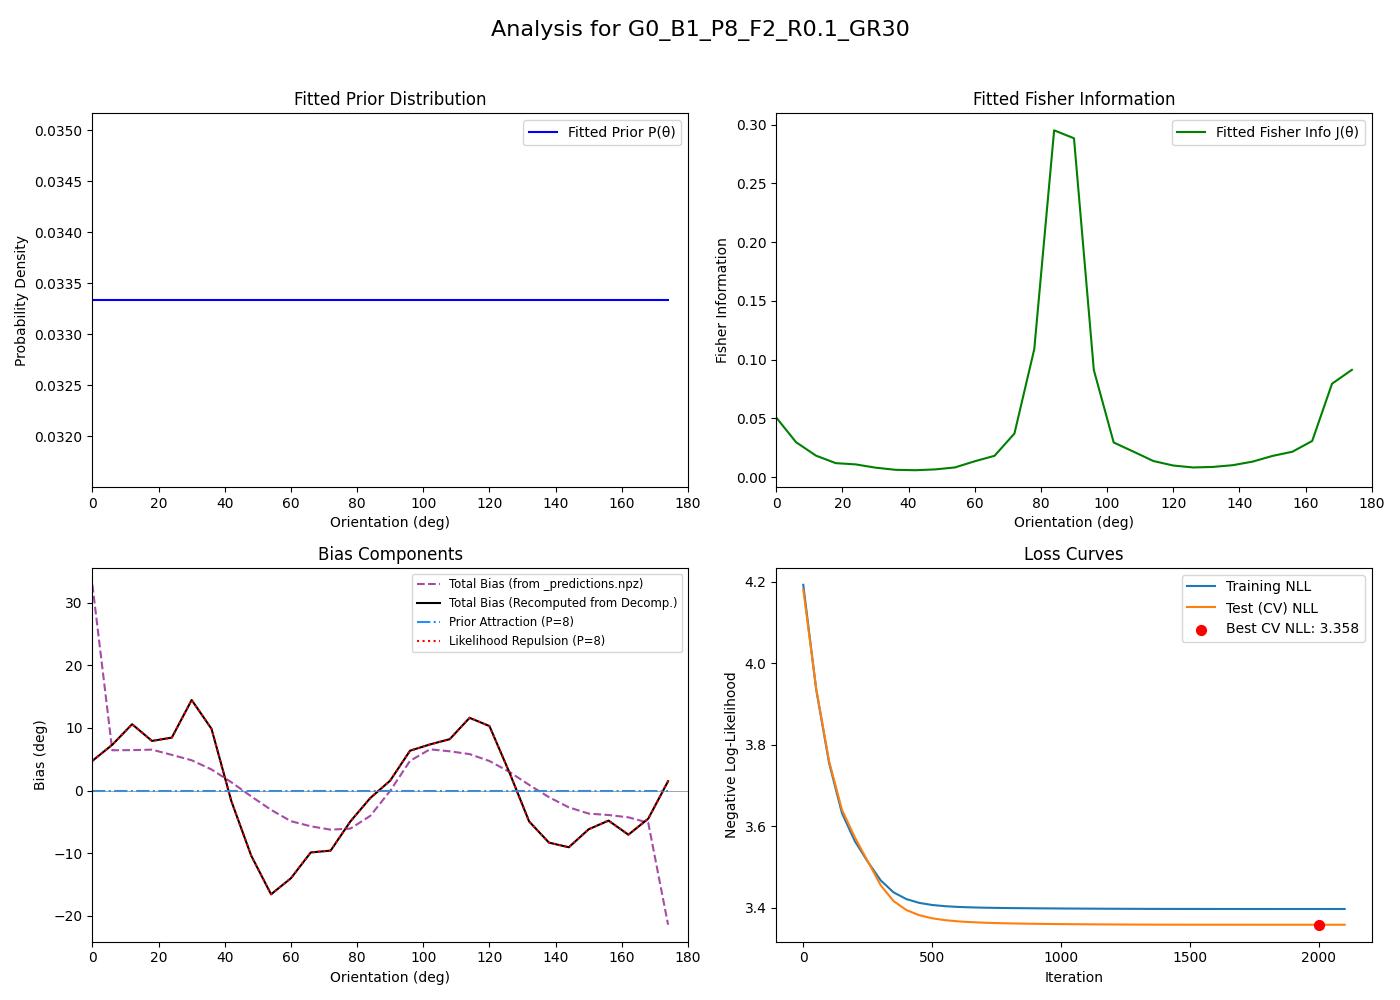 Analysis for G0_B1_P8_F2_R0.1_GR30
Fitted Prior Distribution
Fitted Prior P(θ)
0.0350
0.0345
0.0340
0.0335
0.0330
0.0325
0.0320
Probability Density
0 20 40 60 80 100 120 140 160 180
Orientation (deg)
Fitted Fisher Information
Fitted Fisher Info J(θ)
0.30
0.25
0.20
0.15
0.10
0.05
0.00
Fisher Information
0 20 40 60 80 100 120 140 160 180
Orientation (deg)
Bias Components
Total Bias (from _predictions.npz)
Total Bias (Recomputed from Decomp.)
Prior Attraction (P=8)
Likelihood Repulsion (P=8)
30
20
10
0
−10
−20
Bias (deg)
0 20 40 60 80 100 120 140 160 180
Orientation (deg)
Loss Curves
Training NLL
Test (CV) NLL
Best CV NLL: 3.358
4.2
4.0
3.8
3.6
3.4
Negative Log-Likelihood
0 500 1000 1500 2000
Iteration